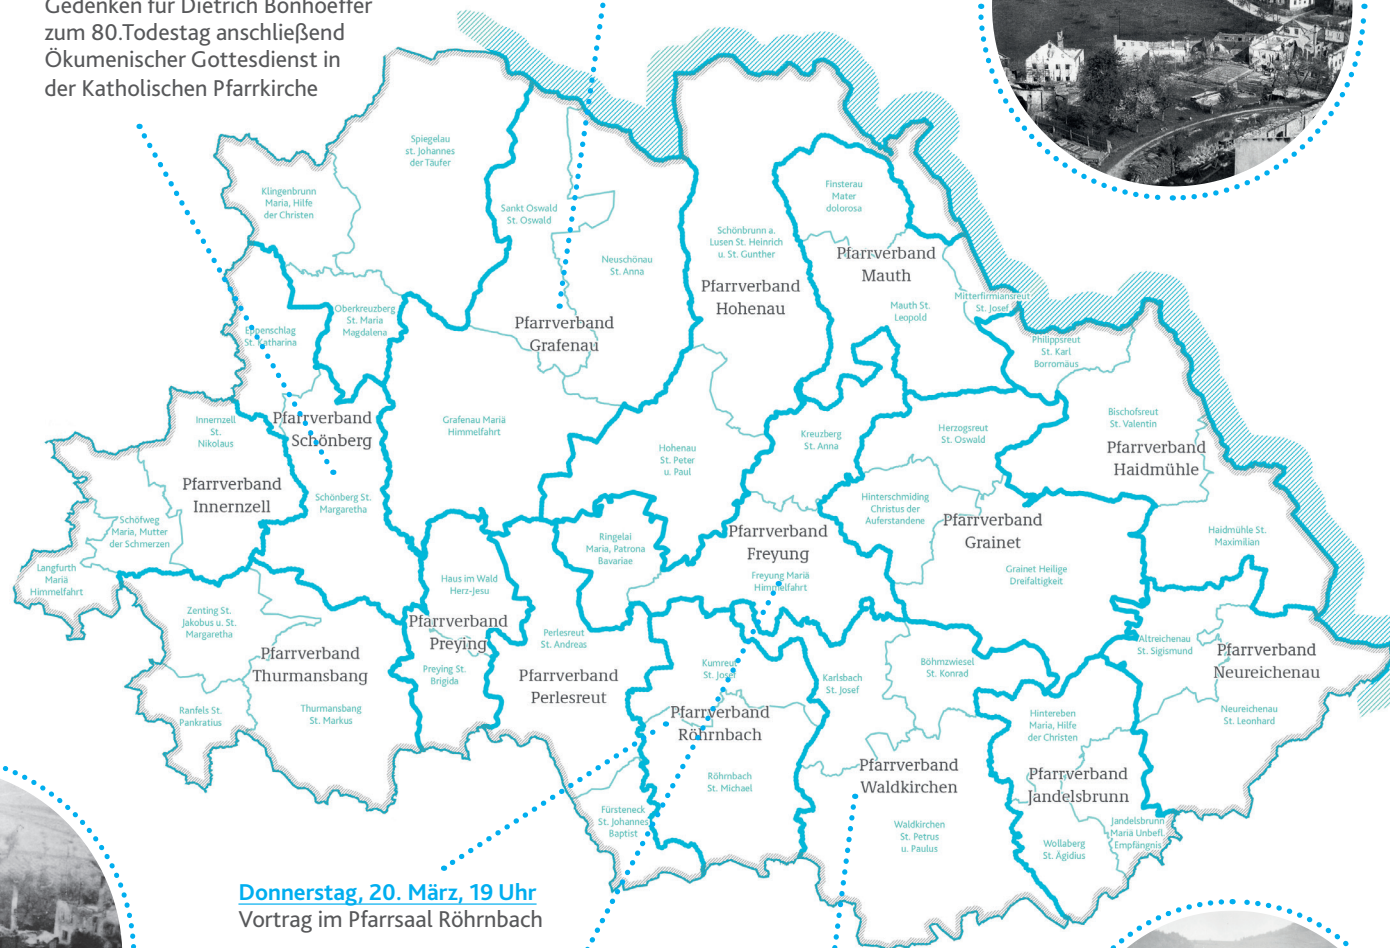 Gedenken für Dietrich Bonhoeffer
zum 80.Todestag anschließend
Ökumenischer Gottesdienst in
der Katholischen Pfarrkirche
Spiegelau
st. Johannes
der Täufer
Klingenbrunn
Maria, Hilfe
der Christen
Sankt Oswald
St. Oswald
Neuschönau
St. Anna
Schönbrunn a.
Lusen St. Heinrich
u. St. Gunther
Pfarrverband
Hohenau
Finsterau
Mater
dolorosa
Pfarrverband
Mauth
Mauth St.
Leopold
Mitterfirmiansreut
St. Josef
Philippsreut
St. Karl
Borromäus
Oberkreuzberg
St. Maria
Magdalena
Eppenschlag
St. Katharina
Pfarrverband
Grafenau
Grafenau Mariä
Himmelfahrt
Pfarrverband
Schönberg
Schönberg St.
Margaretha
Innernzell
St.
Nikolaus
Pfarrverband
Innernzell
Schöfweg
Maria, Mutter
der Schmerzen
Langfurth
Mariä
Himmelfahrt
Hohenau
St. Peter
u. Paul
Kreuzberg
St. Anna
Herzogsreut
St. Oswald
Bischofsreut
St. Valentin
Pfarrverband
Haidmühle
Haidmühle St.
Maximilian
Hinterschmiding
Christus der
Auferstandene
Pfarrverband
Grainet
Grainet Heilige
Dreifaltigkeit
Pfarrverband
Freyung
Freyung Mariä
Himmelfahrt
Ringelai
Maria, Patrona
Bavariae
Haus im Wald
Herz-Jesu
Pfarrverband
Preying
Preying St.
Brigida
Zenting St.
Jakobus u. St.
Margaretha
Pfarrverband
Thurmansbang
Ranfels St.
Pankratius
Thurmansbang
St. Markus
Perlesreut
St. Andreas
Pfarrverband
Perlesreut
Kumreut
St. Josef
Pfarrverband
Röhrnbach
Röhrnbach
St. Michael
Fürsteneck
St. Johannes
Baptist
Karlsbach
St. Josef
Böhmzwiesel
St. Konrad
Pfarrverband
Waldkirchen
Waldkirchen
St. Petrus
u. Paulus
Altreichenau
St. Sigismund
Pfarrverband
Neureichenau
Neureichenau
St. Leonhard
Hintereben
Maria, Hilfe
der Christen
Pfarrverband
Jandelsbrunn
Wollaberg
St. Ägidius
Jandelsbrunn
Mariä Unbefl.
Empfängnis
Donnerstag, 20. März, 19 Uhr
Vortrag im Pfarrsaal Röhrnbach